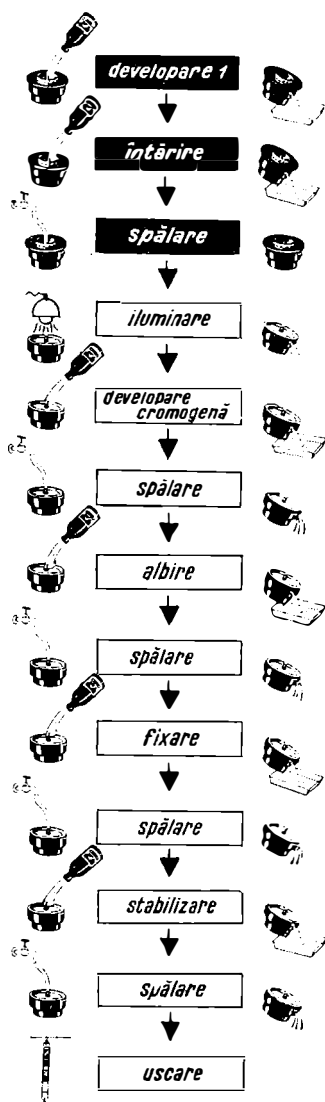 developare 1
întărire
spălare
iluminare
developare
cromogenă
spălare
albire
spălare
fixare
spălare
stabilizare
spălare
uscare